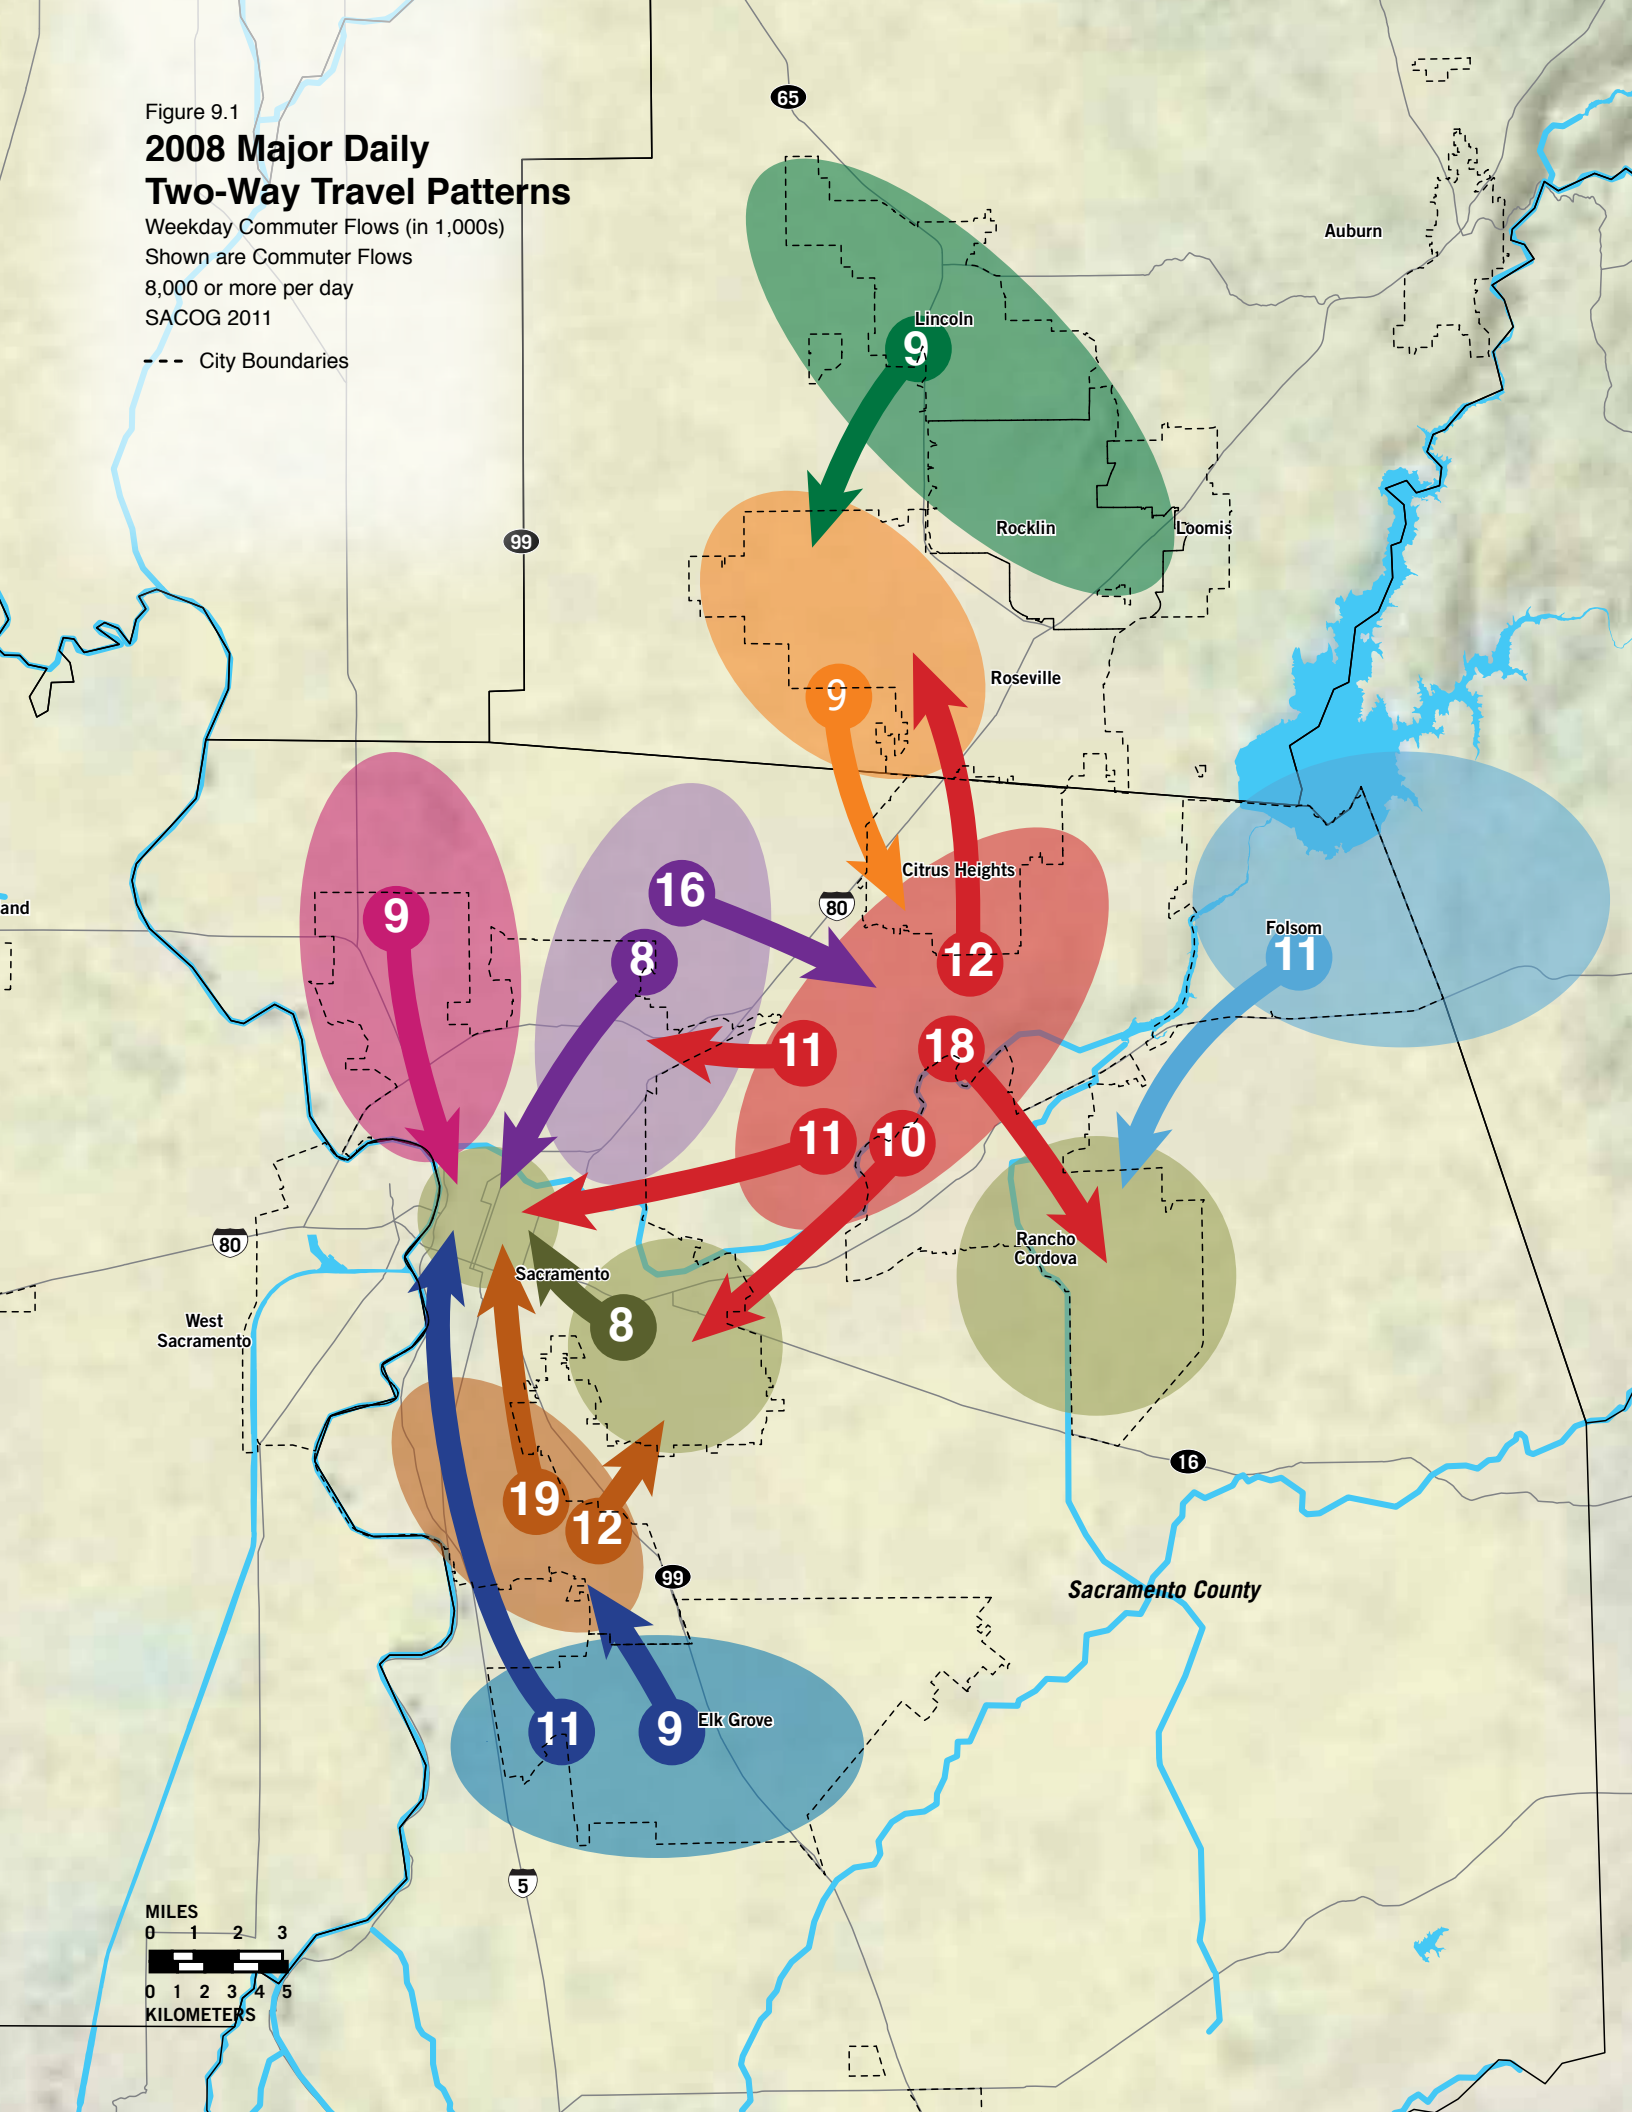 Figure 9.1
2008 Major Daily
Two-Way Travel Patterns
Weekday Commuter Flows (in 1,000s)
Shown are Commuter Flows
8,000 or more per day
SACOG 2011
City Boundaries
65
Auburn
Lincoln
9
Rocklin
Loomis
99
Roseville
9
Citrus Heights
16
80
9
and
Folsom
11
8
12
11
18
11
10
80
Rancho
Cordova
Sacramento
West
Sacramento
8
16
19
12
99
Sacramento County
11
9
Elk Grove
5
MILES
0 1 2 3
0 1 2 3 4 5
KILOMETERS